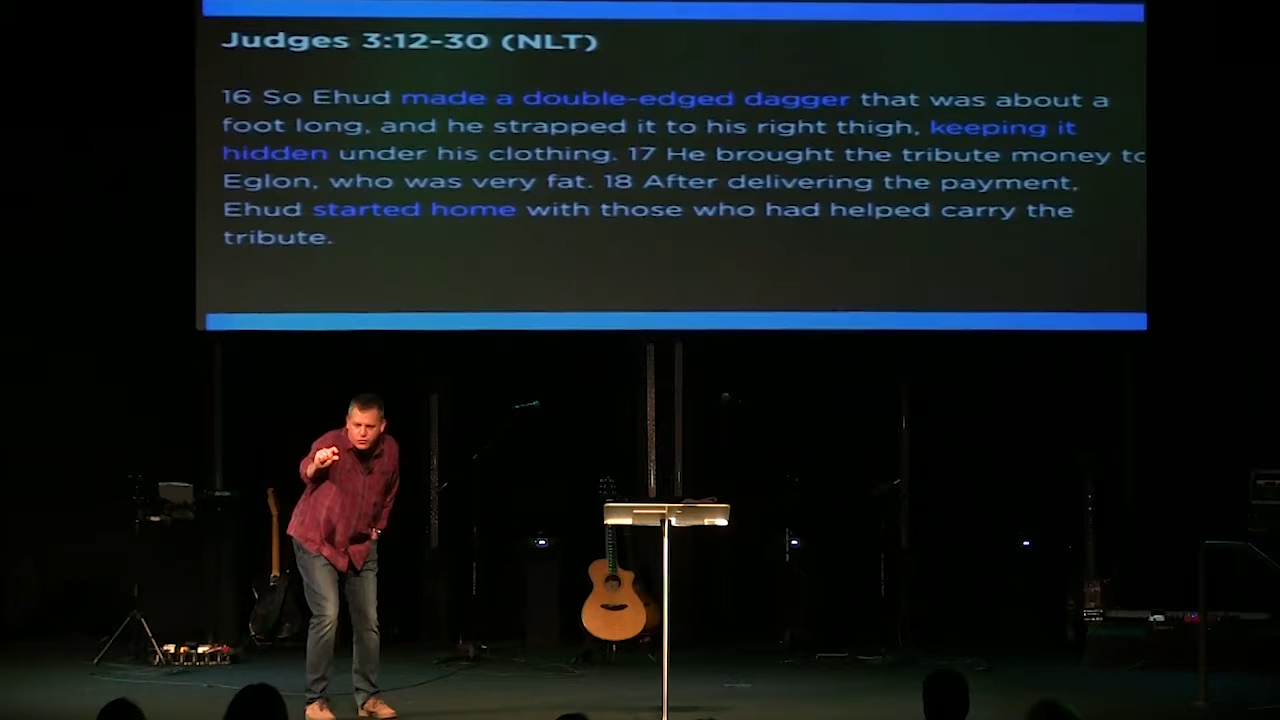 Judges 3:12-30 (NLT)
16 So Ehud made a double-edged dagger that was about a
foot long, and he strapped it to his right thigh, keeping it
hidden under his clothing. 17 He brought the tribute money to
Eglon, who was very fat. 18 After delivering the payment,
Ehud started home with those who had helped carry the
tribute.